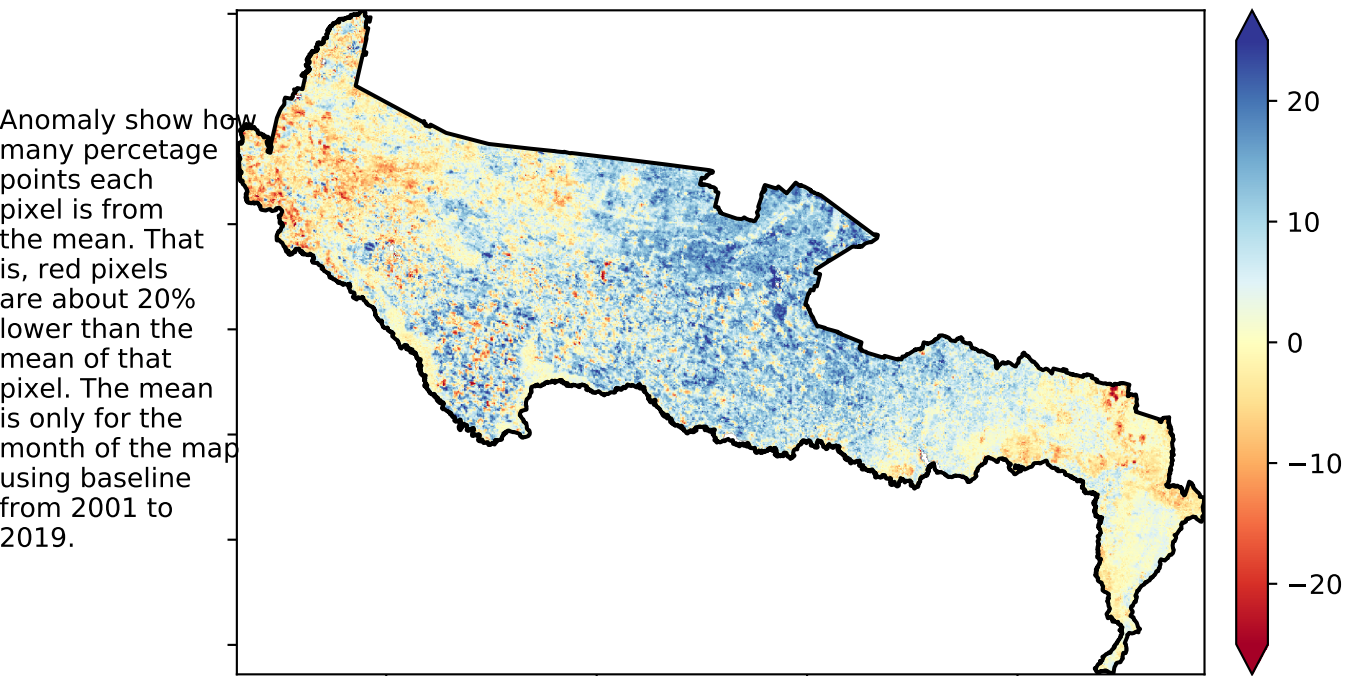 Anomaly show how
many percetage
points each
pixel is from
the mean. That
is, red pixels
are about 20%
lower than the
mean of that
pixel. The mean
is only for the
month of the map
using baseline
from 2001 to
2019.
20
10
0
−10
−20